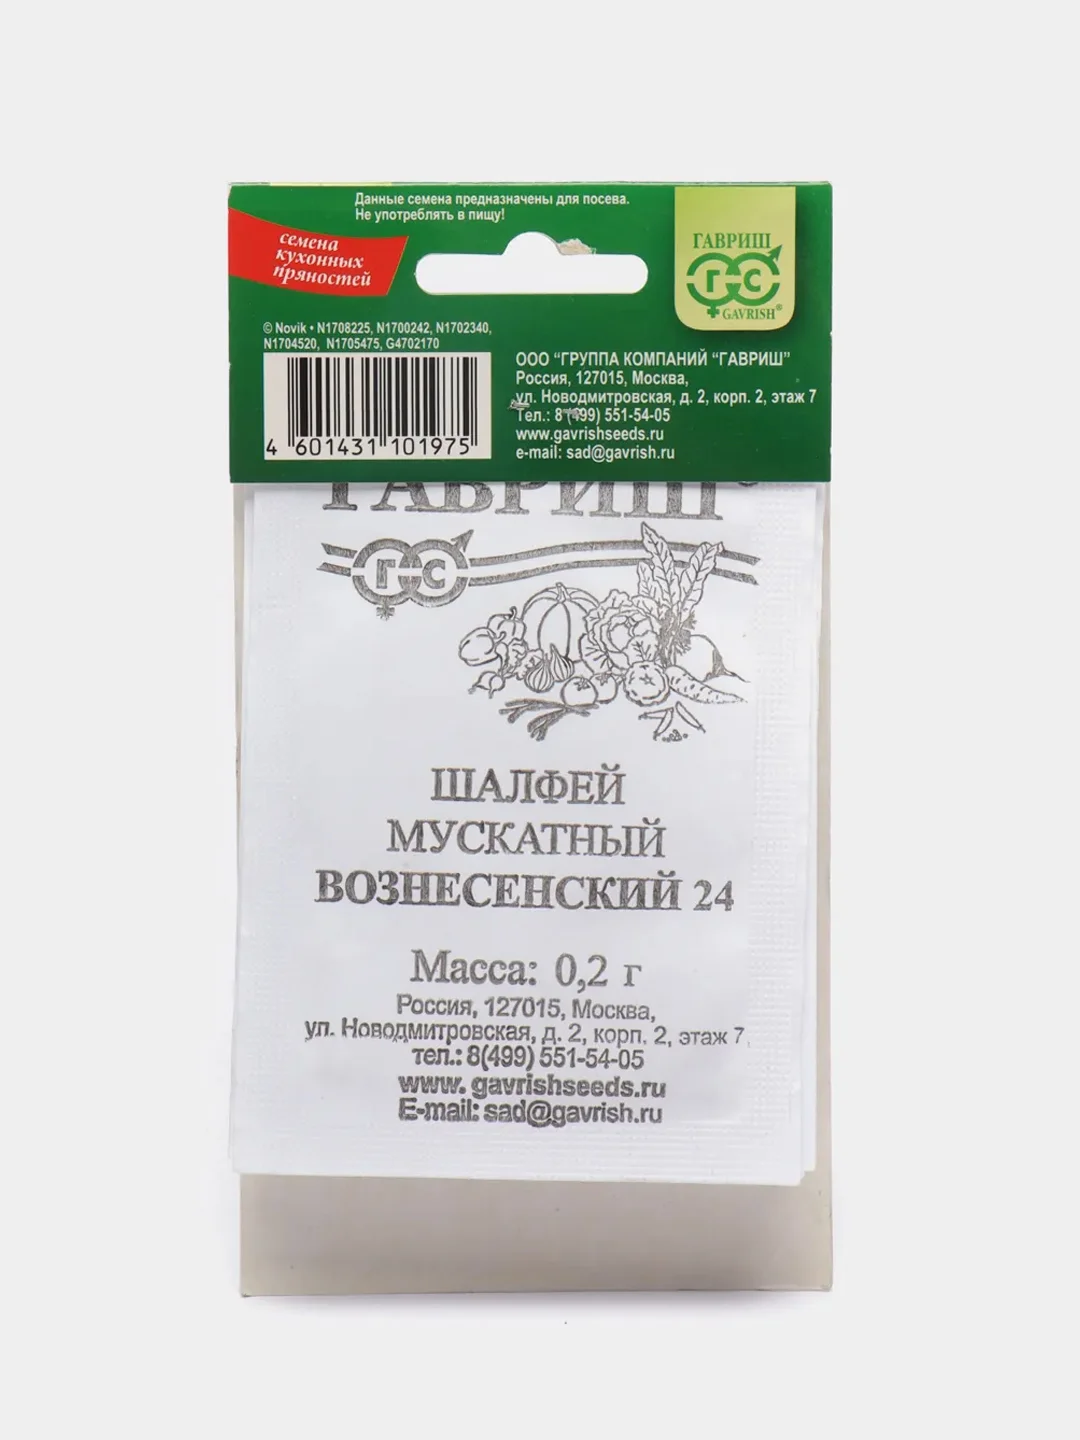 Данные семена предназначены для посева.
Не употреблять в пищу!
семена
кухонных
пряностей
ГАВРИШ
Г С
GAVRISH®
© Novik • N1708225, N1700242, N1702340,
N1704520, N1705475, G4702170
4 601431 101975
ООО "ГРУППА КОМПАНИЙ "ГАВРИШ"
Россия, 127015, Москва,
ул. Новодмитровская, д. 2, корп. 2, этаж 7
Тел.: 8 (499) 551-54-05
www.gavrishseeds.ru
e-mail: sad@gavrish.ru
ГАВРИШ®
Г С
ШАЛФЕЙ
МУСКАТНЫЙ
ВОЗНЕСЕНСКИЙ 24
Масса: 0,2 г
Россия, 127015, Москва,
ул. Новодмитровская, д. 2, корп. 2, этаж 7,
тел.: 8(499) 551-54-05
www. gavrishseeds.ru
E-mail: sad@gavrish.ru